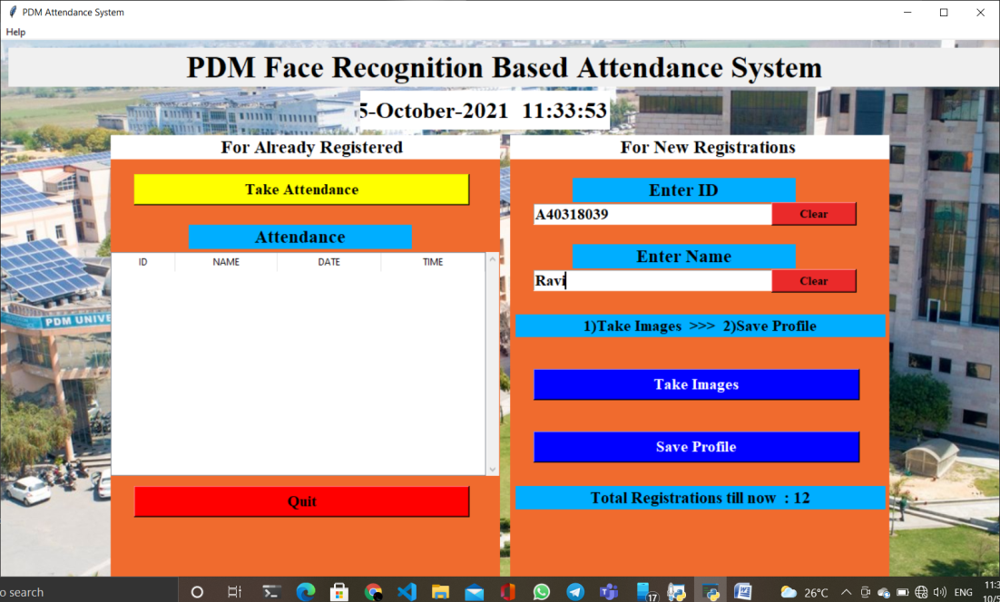 PDM Attendance System
Help
PDM Face Recognition Based Attendance System
5-October-2021 11:33:53
For Already Registered
Take Attendance
Attendance
ID NAME DATE TIME
Quit
For New Registrations
Enter ID
A40318039 Clear
Enter Name
Ravi Clear
1)Take Images >>> 2)Save Profile
Take Images
Save Profile
Total Registrations till now : 12
PDM UNIVE
o search 17 26°C ENG
11:3
10/2